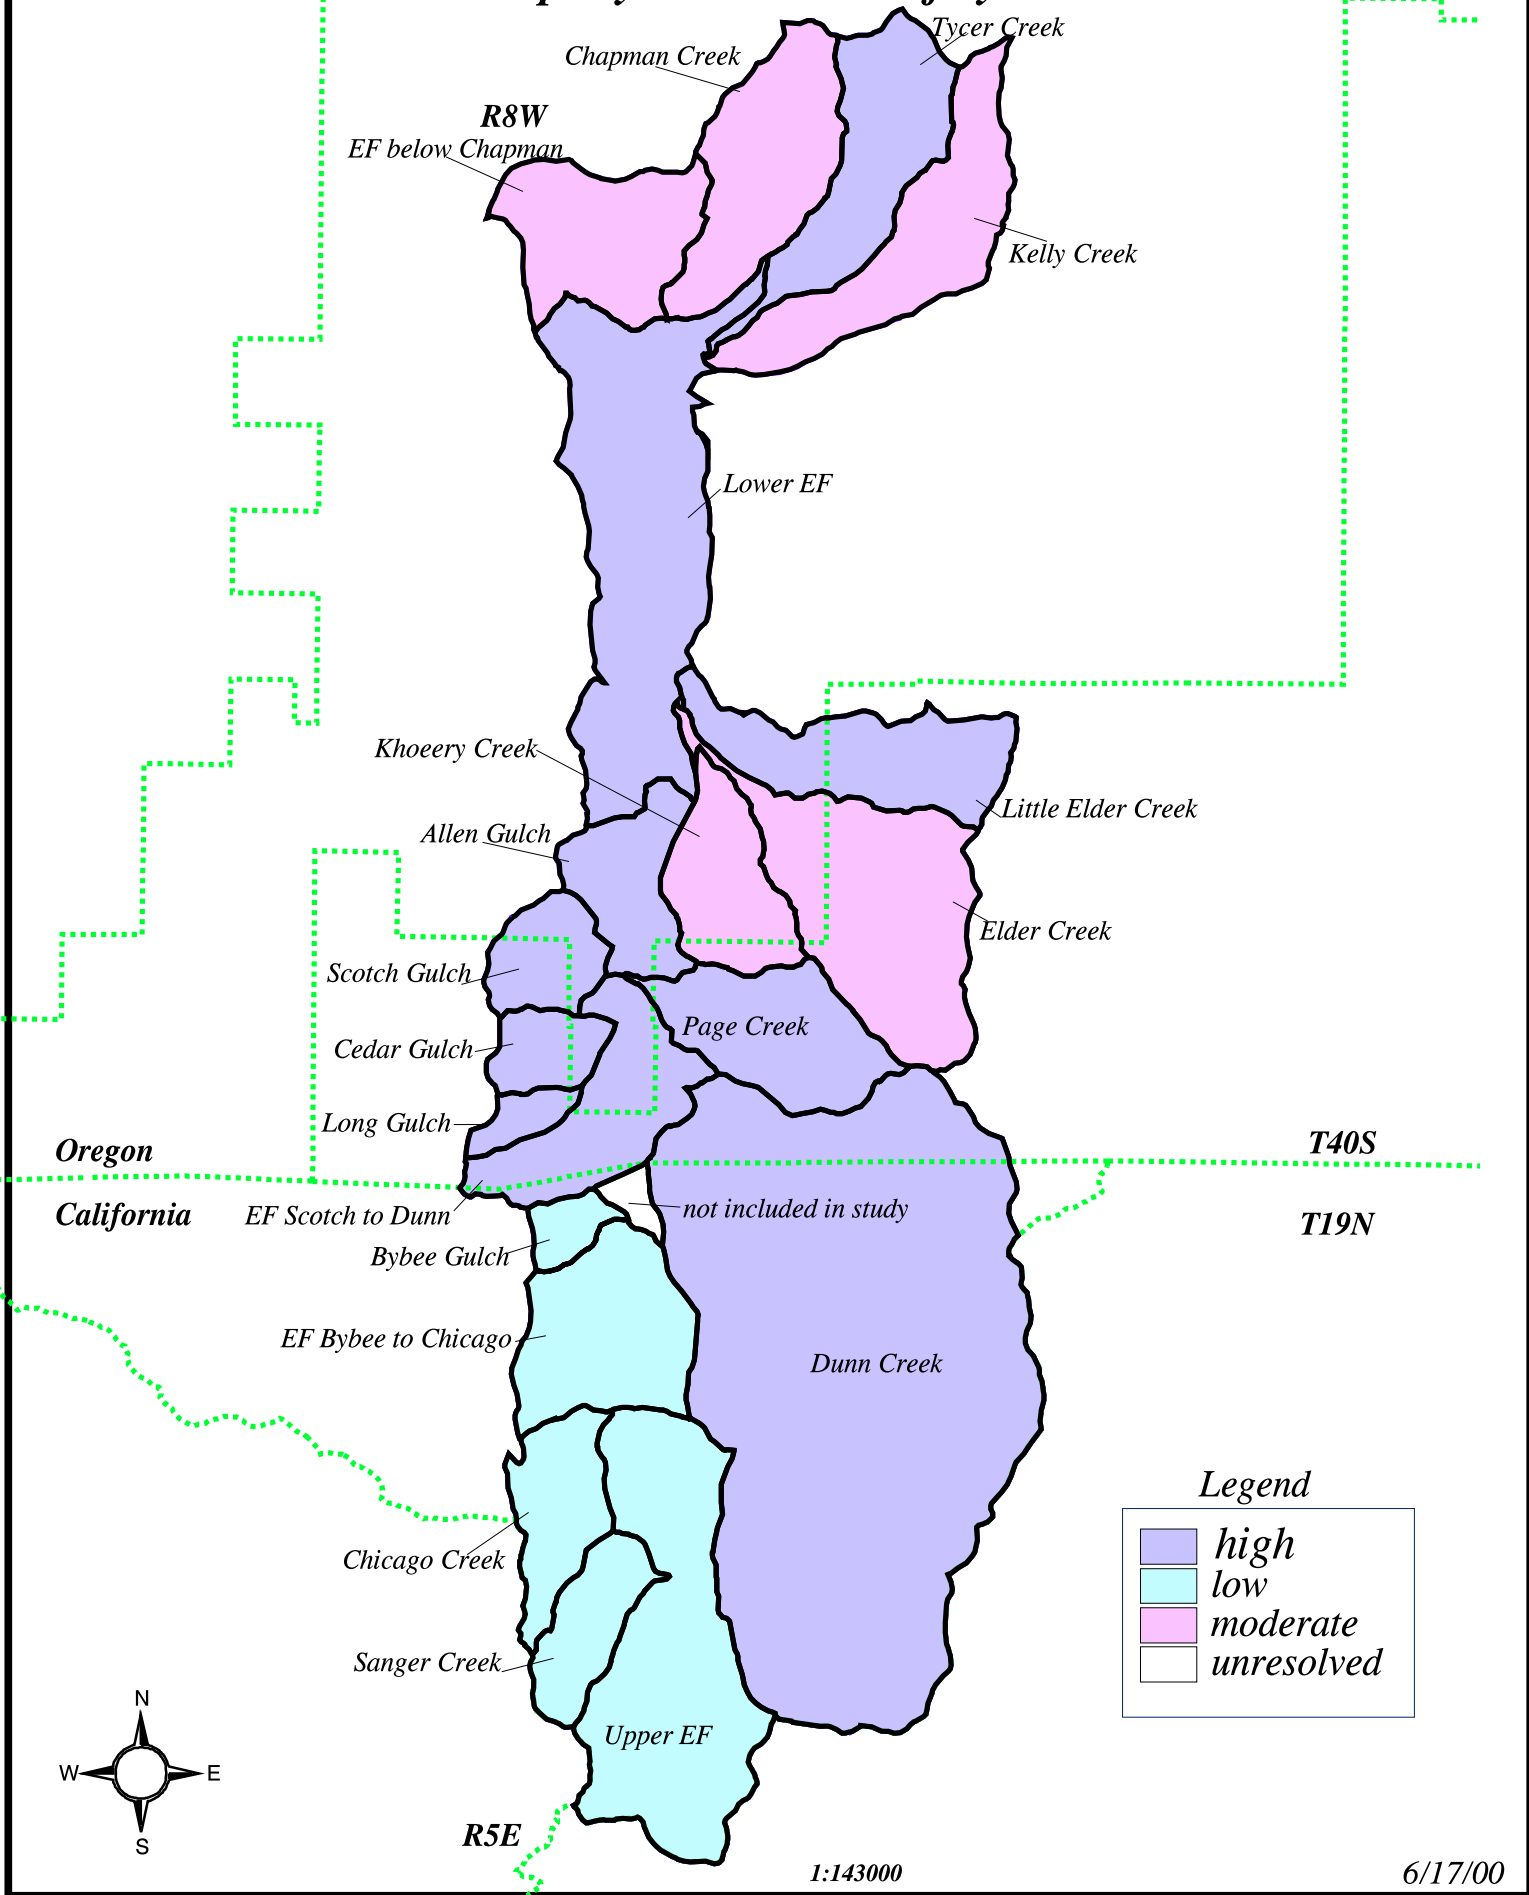 Tycer Creek
Chapman Creek
R8W
EF below Chapman
Kelly Creek
Lower EF
Khoeery Creek
Little Elder Creek
Allen Gulch
Elder Creek
Scotch Gulch
Page Creek
Cedar Gulch
Long Gulch
Oregon
T40S
California
EF Scotch to Dunn
not included in study
T19N
Bybee Gulch
EF Bybee to Chicago
Dunn Creek
Legend
high
low
moderate
unresolved
Chicago Creek
Sanger Creek
Upper EF
N
W
E
S
R5E
1:143000
6/17/00